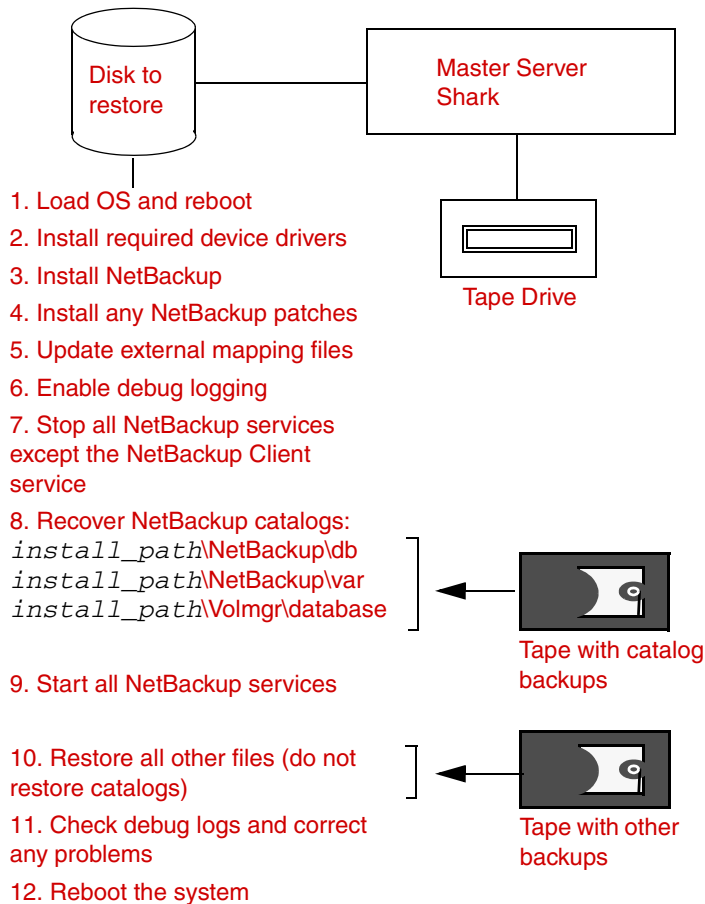 Disk to
restore
Master Server
Shark
Tape Drive
1. Load OS and reboot
2. Install required device drivers
3. Install NetBackup
4. Install any NetBackup patches
5. Update external mapping files
6. Enable debug logging
7. Stop all NetBackup services
except the NetBackup Client
service
8. Recover NetBackup catalogs:
install_path\NetBackup\db
install_path\NetBackup\var
install_path\Volmgr\database
Tape with catalog
backups
9. Start all NetBackup services
10. Restore all other files (do not
restore catalogs)
Tape with other
backups
11. Check debug logs and correct
any problems
12. Reboot the system